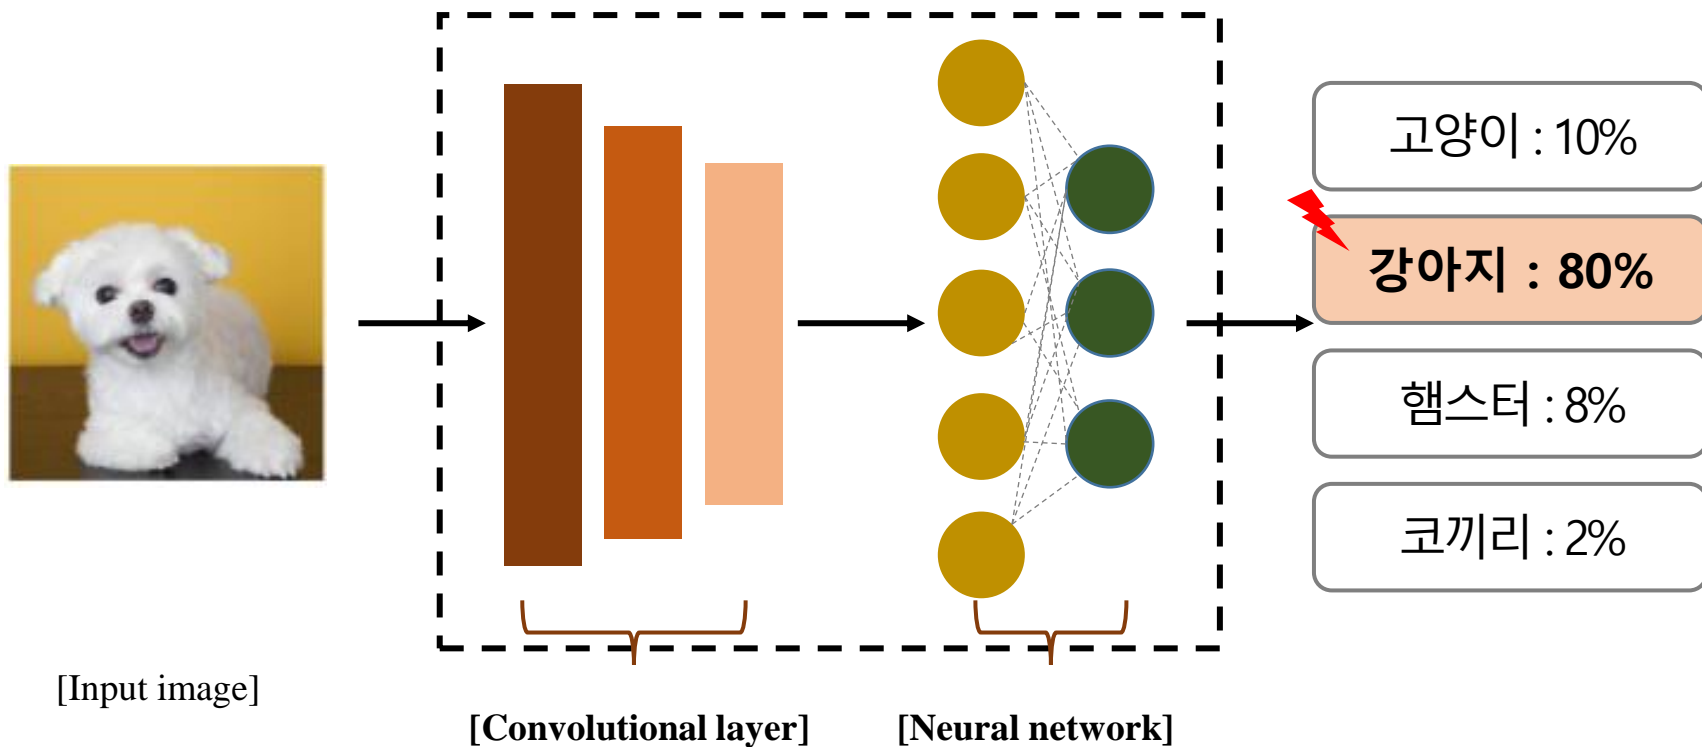 고양이 : 10%
강아지 : 80%
햄스터 : 8%
코끼리 : 2%
[Input image]
[Convolutional layer]
[Neural network]